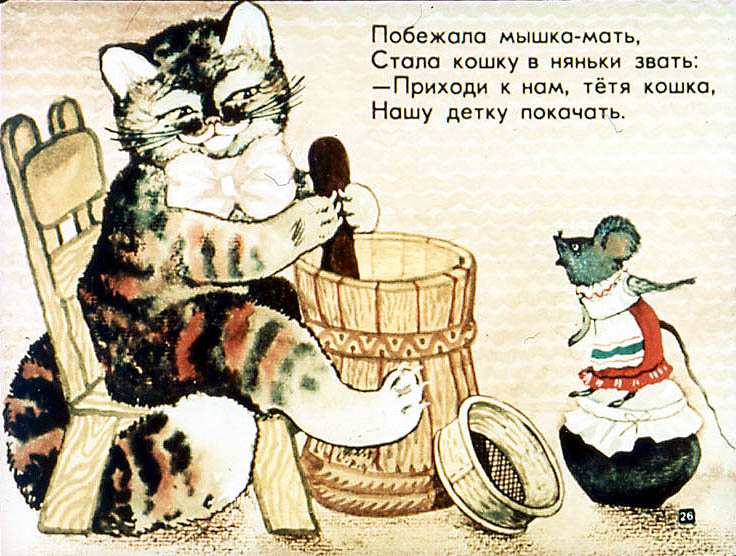 Побежала мышка-мать,
Стала кошку в няньки звать:
—Приходи к нам, тётя кошка,
Нашу детку покачать.
26